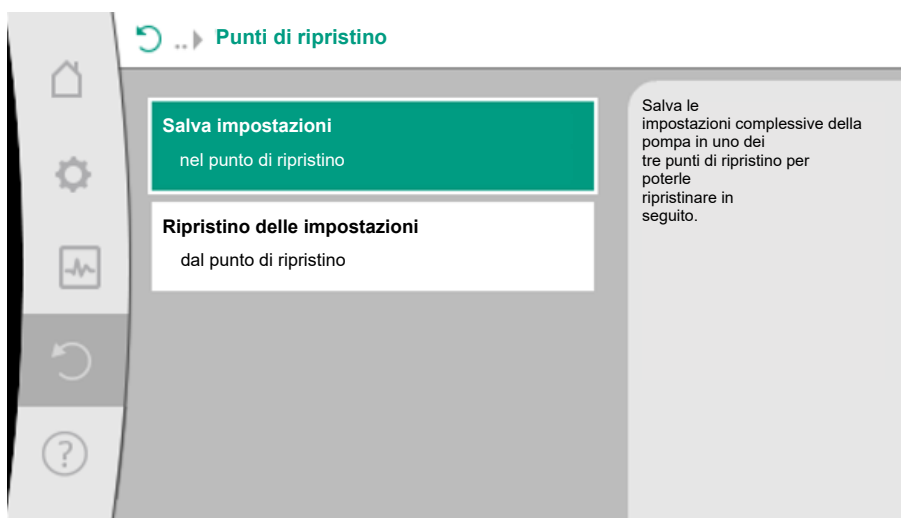 .. Punti di ripristino
Salva impostazioni
nel punto di ripristino
Ripristino delle impostazioni
dal punto di ripristino
Salva le
impostazioni complessive della
pompa in uno dei
tre punti di ripristino per
poterle
ripristinare in
seguito.
?